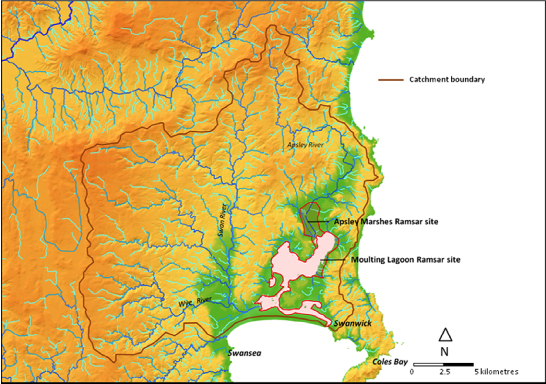 Catchment boundary
Apsley River
Swan River
Apsley Marshes Ramsar site
Moulting Lagoon Ramsar site
Wye River
Swanwick
Swansea
Coles Bay
N
0 2.5 5 kilometres